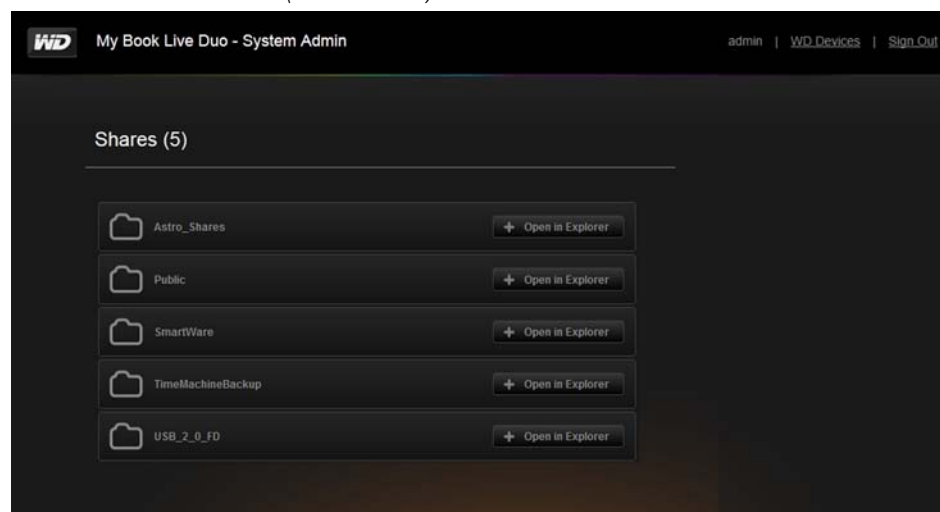 WD My Book Live Duo - System Admin admin | WD Devices | Sign Out
Shares (5)
Astro_Shares + Open in Explorer
Public + Open in Explorer
SmartWare + Open in Explorer
TimeMachineBackup + Open in Explorer
USB_2_0_FD + Open in Explorer